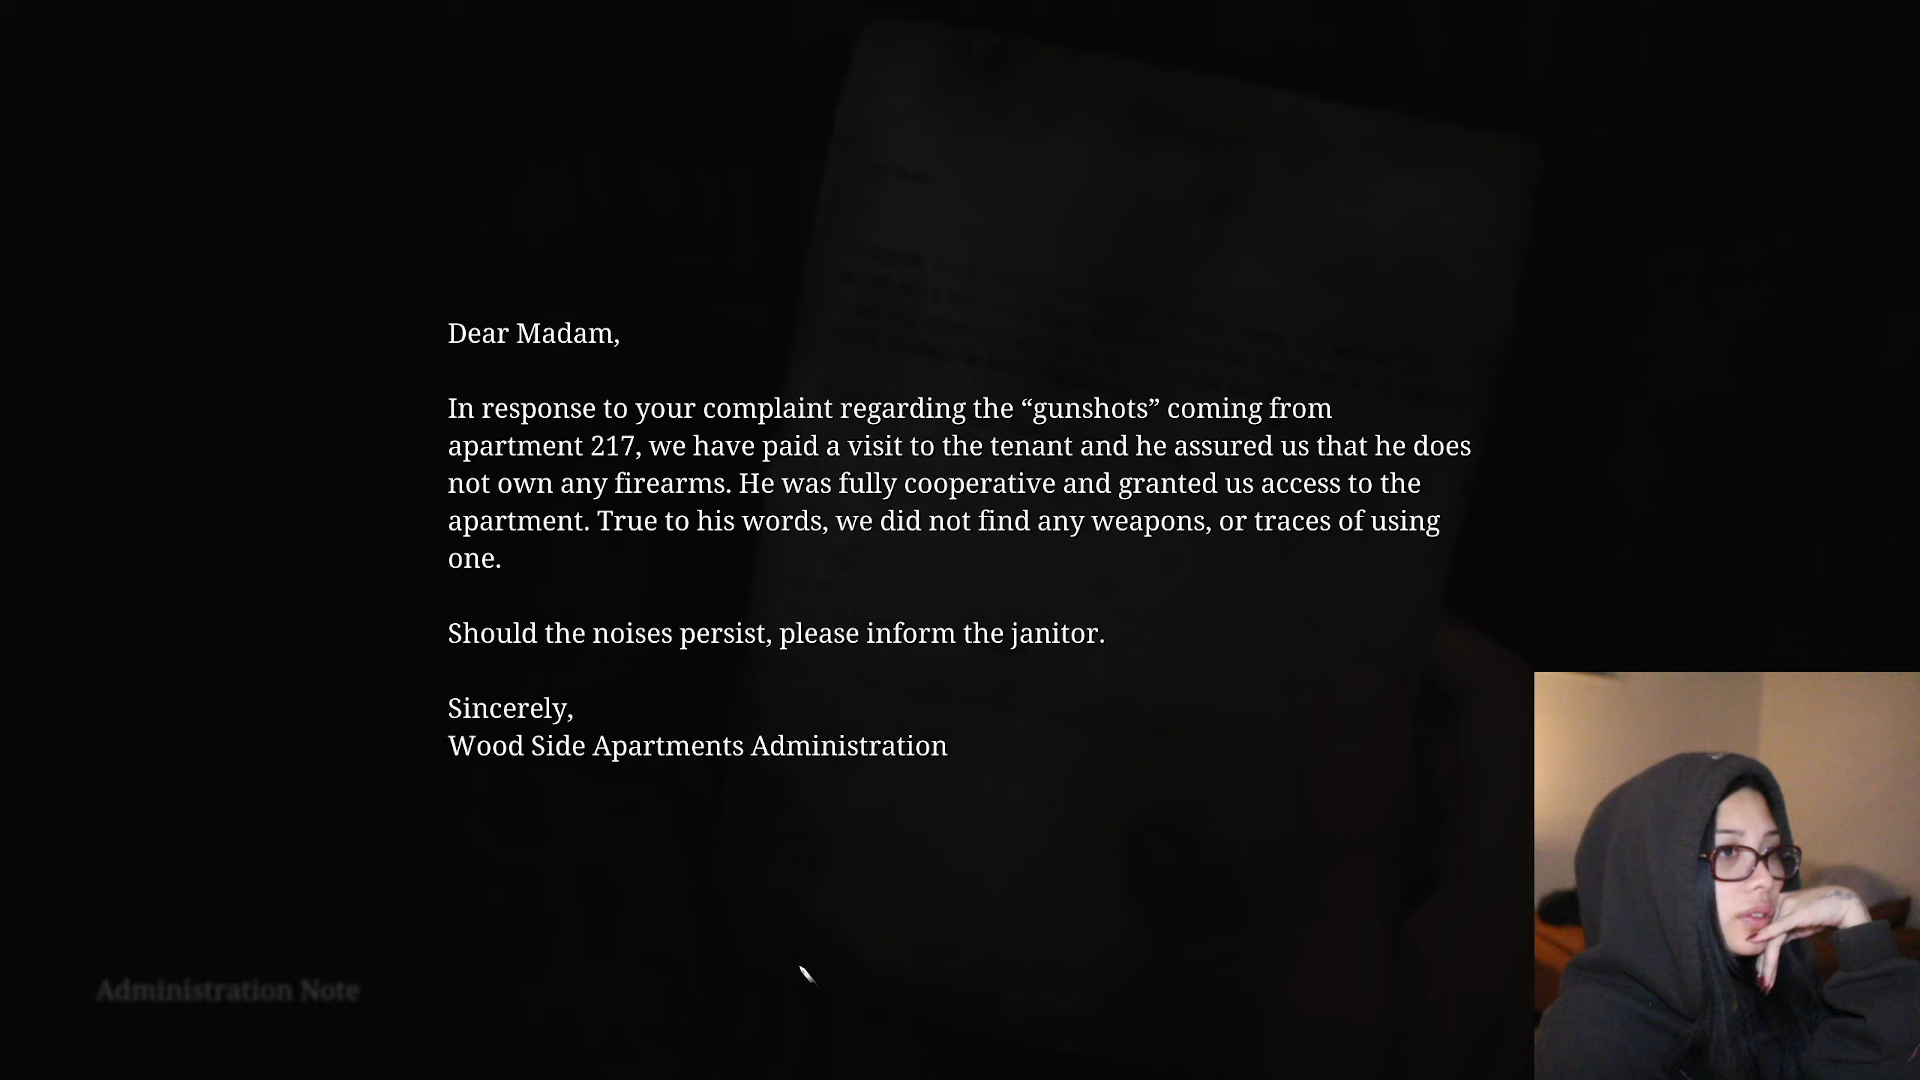 Dear Madam,
In response to your complaint regarding the “gunshots” coming from
apartment 217, we have paid a visit to the tenant and he assured us that he does
not own any firearms. He was fully cooperative and granted us access to the
apartment. True to his words, we did not find any weapons, or traces of using
one.
Should the noises persist, please inform the janitor.
Sincerely,
Wood Side Apartments Administration
Administration Note